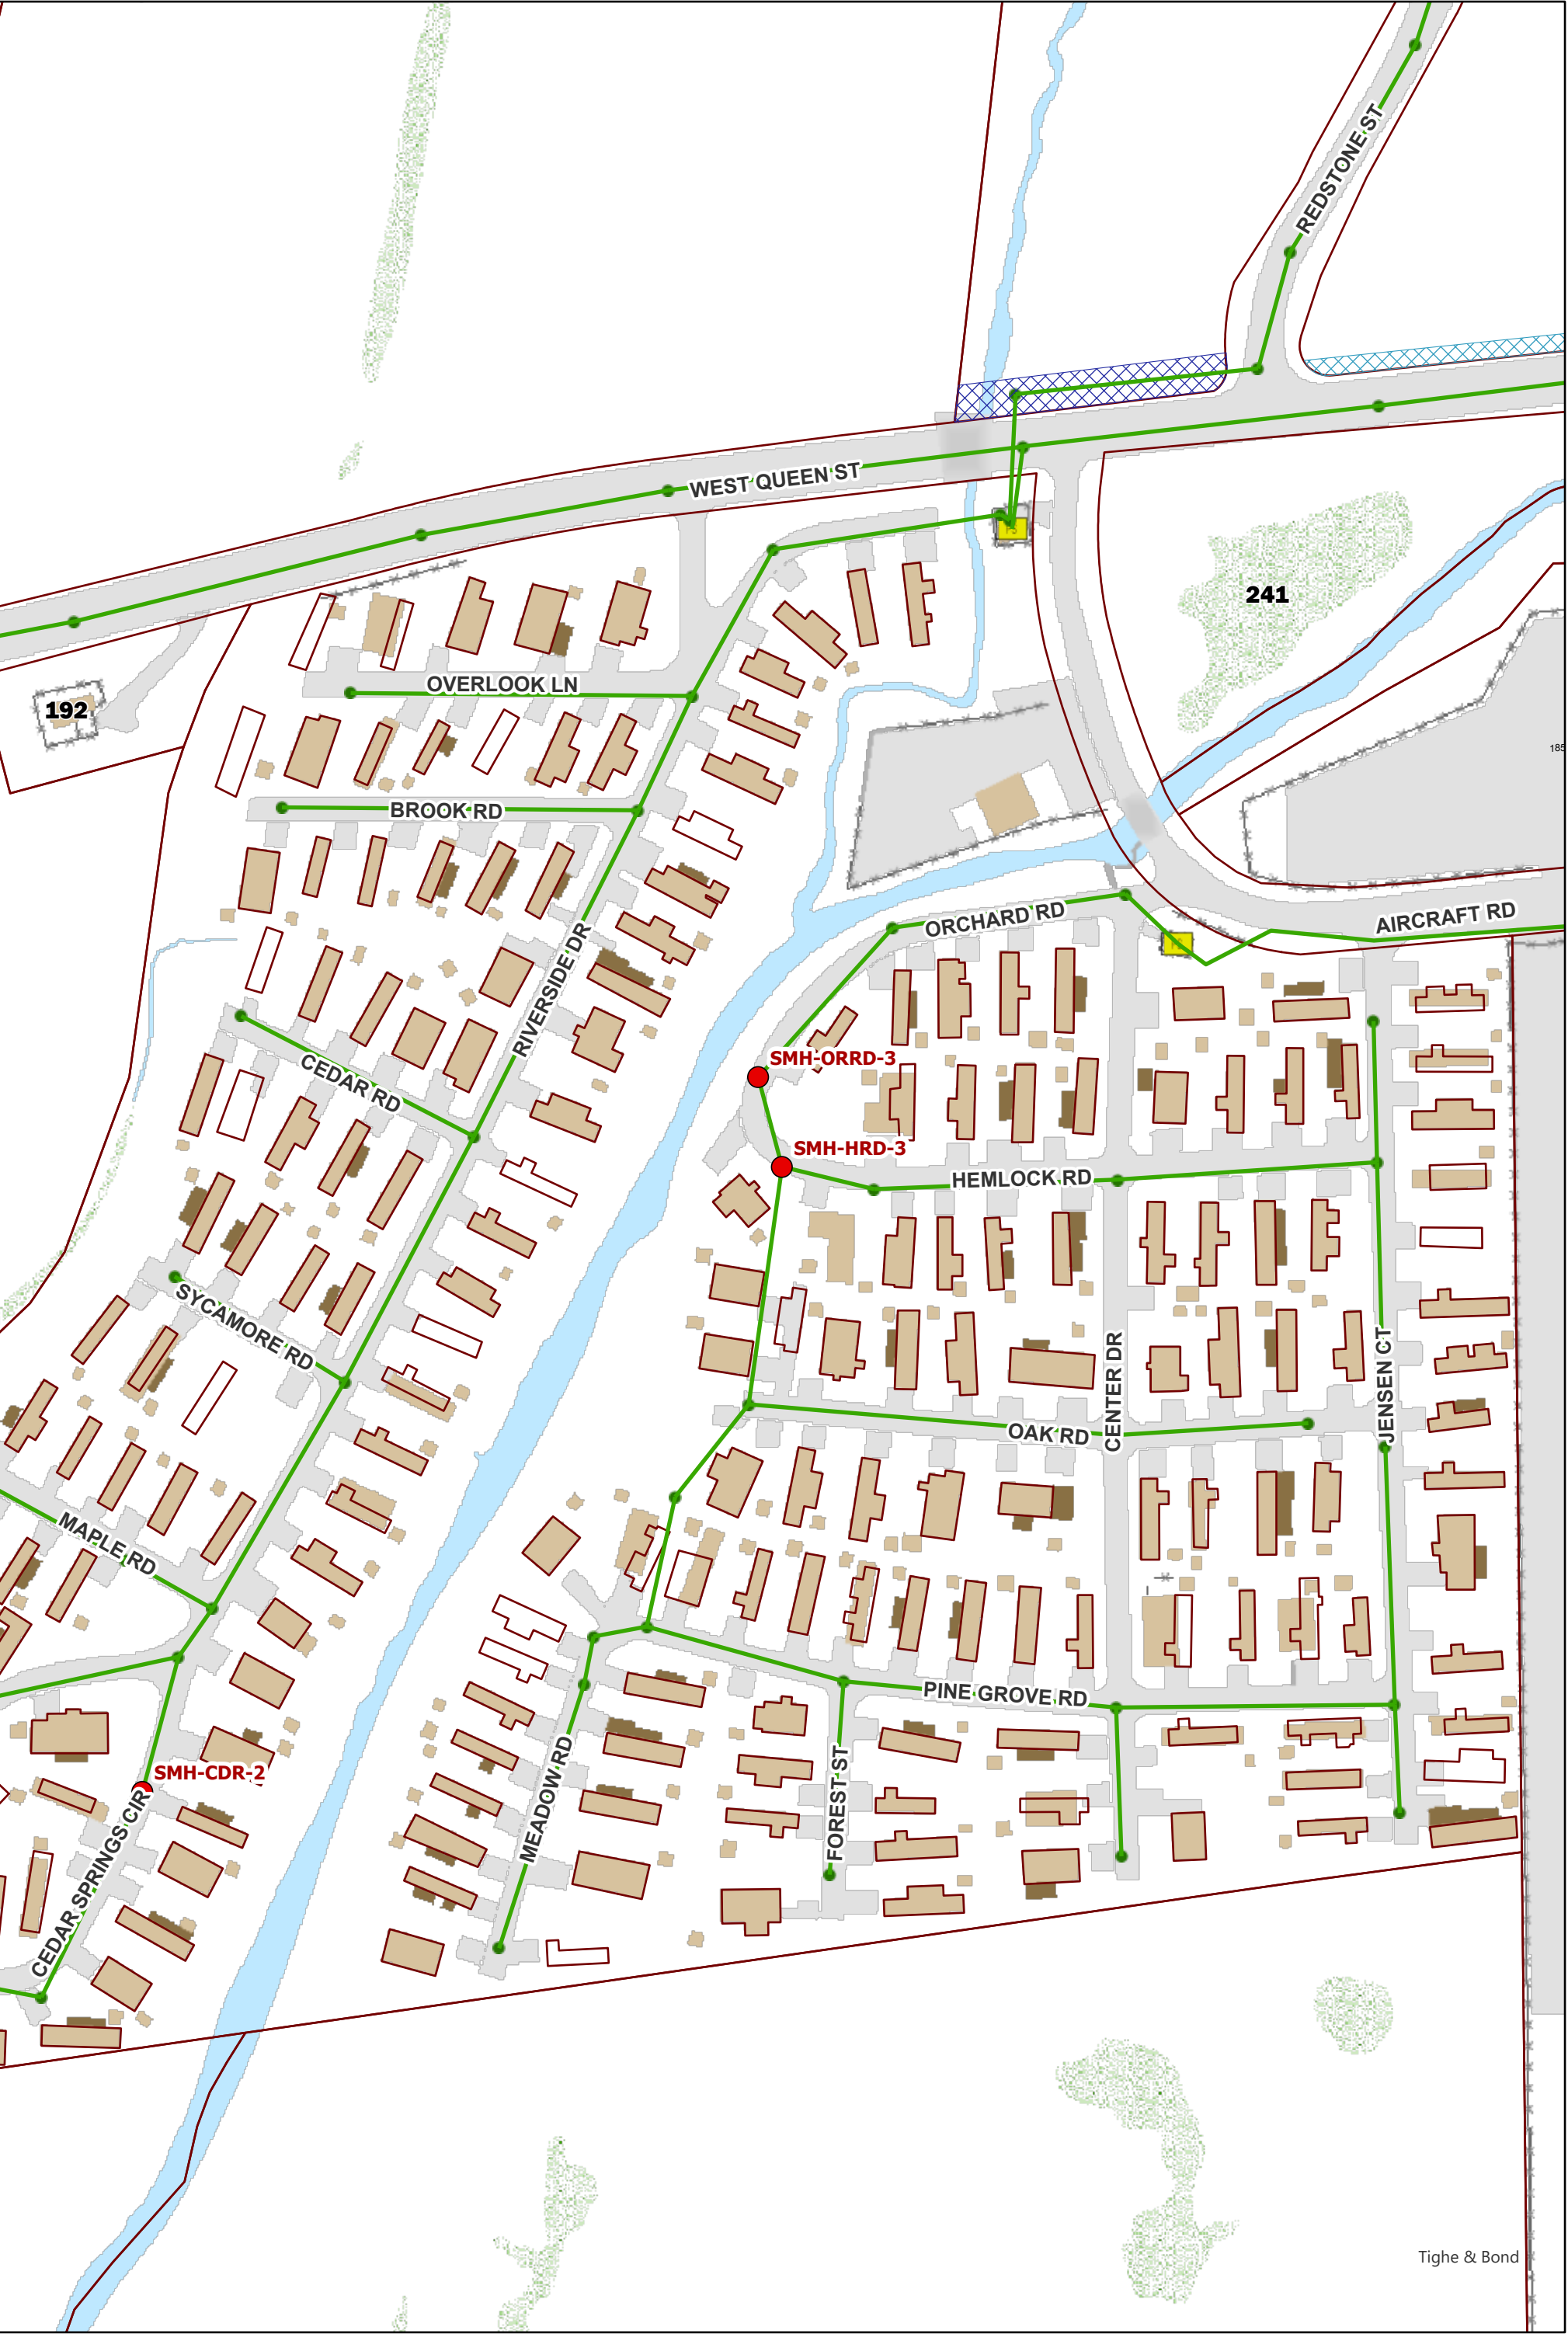 REDSTONE ST
WEST QUEEN ST
241
OVERLOOK LN
192
185
BROOK RD
ORCHARD RD
AIRCRAFT RD
RIVERSIDE DR
SMH-ORRD-3
CEDAR RD
SMH-HRD-3
HEMLOCK RD
SYCAMORE RD
CENTER DR
JENSEN CT
OAK RD
MAPLE RD
PINE GROVE RD
MEADOW RD
FOREST ST
SMH-CDR-2
CEDAR SPRINGS CIR
Tighe & Bond